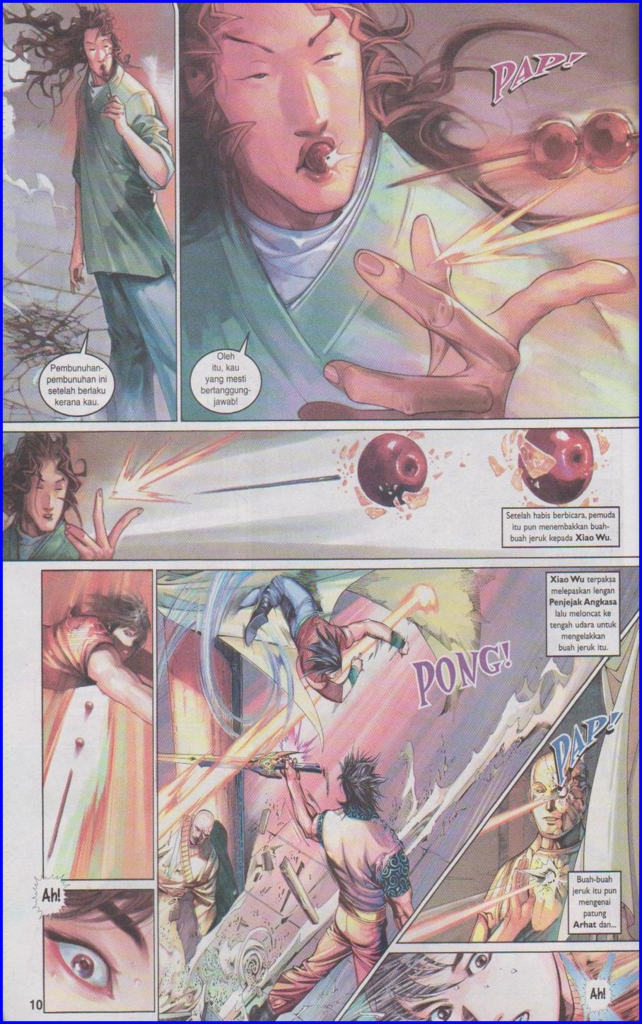 PAP!
Pembunuhan-
pembunuhan ini
setelah berlaku
kerana kau.
Oleh
itu, kau
yang mesti
bertanggung-
jawab!
Setelah habis berbicara, pemuda
itu pun menembakkan buah-
buah jeruk kepada Xiao Wu.
Xiao Wu terpaksa
melepaskan lengan
Penjejak Angkasa
lalu meloncat ke
tengah udara untuk
mengelakkan
buah jeruk itu.
PONG!
PAP!
Buah-buah
jeruk itu pun
mengenai
patung
Arhat dan...
Ah!
Ah!
10